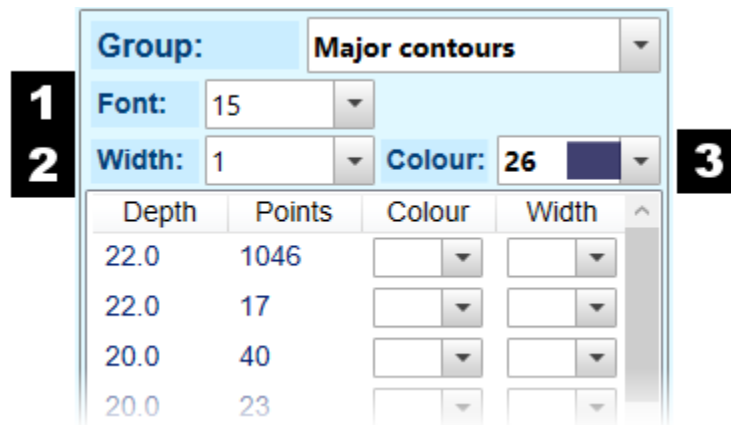 Group: Major contours
1 Font: 15
2 Width: 1 Colour: 26 3
Depth Points Colour Width
22.0 1046
22.0 17
20.0 40
20.0 23